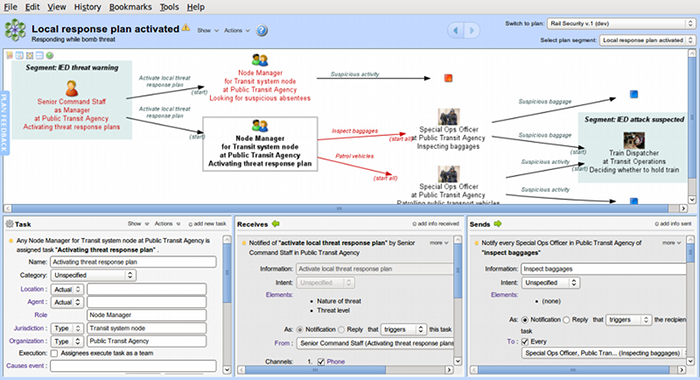 File Edit View History Bookmarks Tools Help
Local response plan activated
Show Actions
Responding while bomb threat
Switch to plan: Rail Security v.1 (dev)
Select plan segment: Local response plan activated
PLAN FEEDBACK
Segment: IED threat warning
Senior Command Staff
as Manager
at Public Transit Agency
Activating threat response plans
Activate local threat
response plan
(start)
Activate local threat
response plan
(start)
Node Manager
for Transit system node
at Public Transit Agency
Looking for suspicious absentees
Suspicious activity
Node Manager
for Transit system node
at Public Transit Agency
Activating threat response plan
Inspect baggages
(start all)
Patrol vehicles
(start all)
Special Ops Officer
at Public Transit Agency
Inspecting baggages
Special Ops Officer
at Public Transit Agency
Patrolling public transport vehicles
Suspicious baggage
Suspicious baggage
(start)
Suspicious activity
(start)
Suspicious activity
Segment: IED attack suspected
Train Dispatcher
at Transit Operations
Deciding whether to hold train
Task
Show Actions add new task
Any Node Manager for Transit system node at Public Transit Agency is
assigned task "Activating threat response plan" .
Name: Activating threat response plan
Category: Unspecified
Location : Actual
Agent : Actual
Role Node Manager
Jurisdiction : Type Transit system node
Organization : Type Public Transit Agency
Execution: Assignees execute task as a team
Causes event :
Receives
add info received
Notified of "activate local threat response plan" by Senior
Command Staff in Public Transit Agency
more
Information: Activate local threat response plan
Intent: Unspecified
Elements:
• Nature of threat
• Threat level
As: Notification Reply that triggers this task
From : Senior Command Staff (Activating threat respons
Channels: 1. Phone
Sends
add info sent
Notify every Special Ops Officer in Public Transit Agency of
"inspect baggages"
more
Information: Inspect baggages
Intent: Unspecified
Elements:
• (none)
As: Notification Reply that triggers the recipien
task
To : Every
Special Ops Officer, Public Tran... (Inspecting baggages)